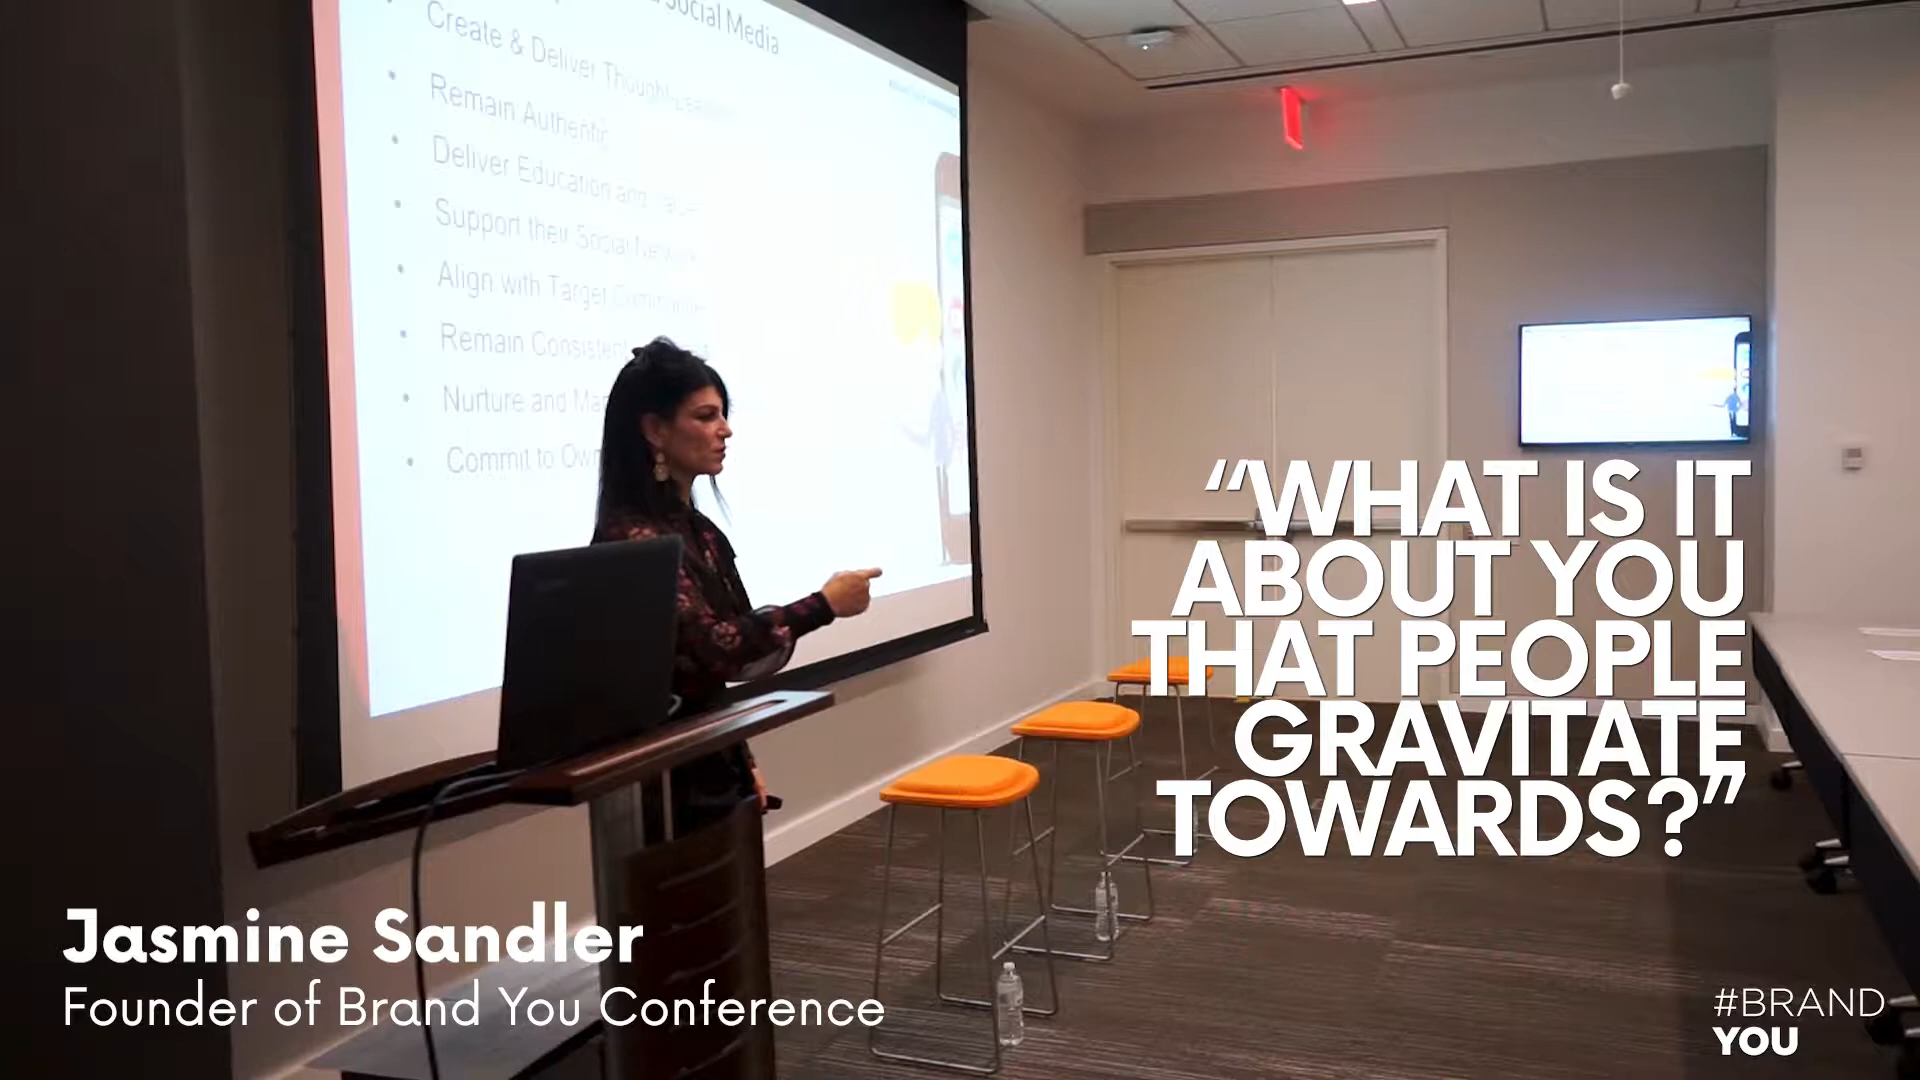 Social Media
Create & Deliver Thought
Remain Authentic
Deliver Education and
Support their Social Network
Align with Target
Remain Consistent
Nurture and
Commit to
“WHAT IS IT
ABOUT YOU
THAT PEOPLE
GRAVITATE
TOWARDS?”
Jasmine Sandler
Founder of Brand You Conference
#BRAND
YOU